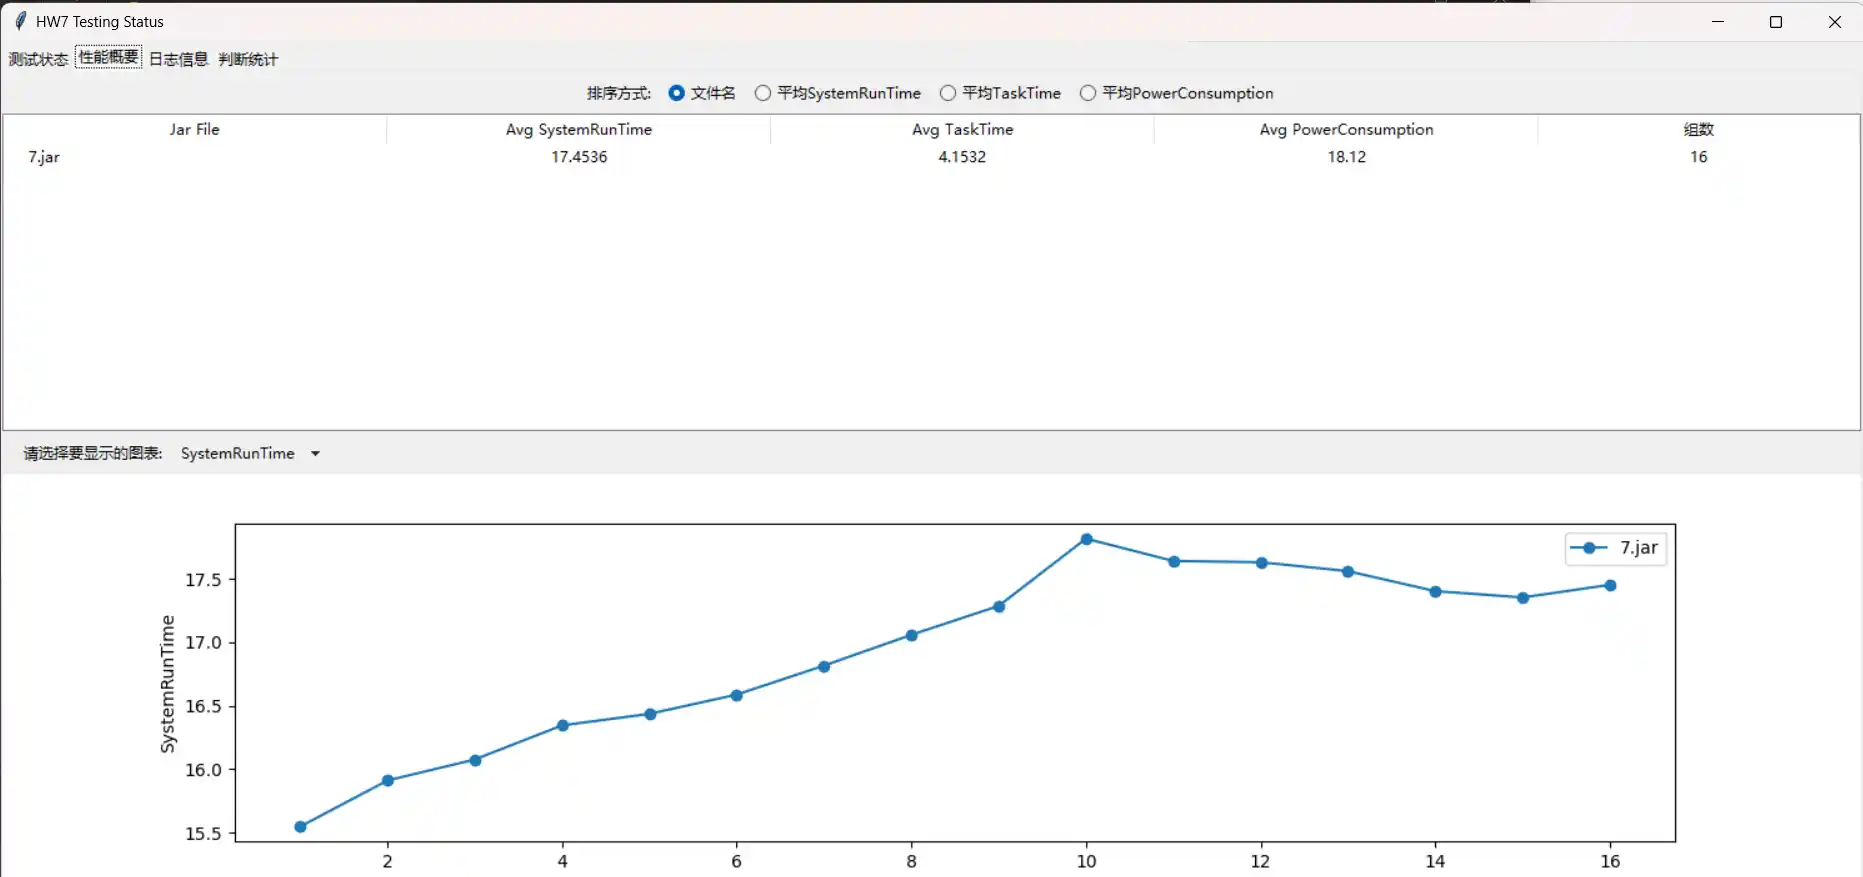 HW7 Testing Status
测试状态 性能概要 日志信息 判断统计
排序方式: 文件名 平均SystemRunTime 平均TaskTime 平均PowerConsumption
Jar File Avg SystemRunTime Avg TaskTime Avg PowerConsumption 组数
7.jar 17.4536 4.1532 18.12 16
请选择要显示的图表: SystemRunTime
7.jar
17.5
17.0
16.5
16.0
15.5
SystemRunTime
2 4 6 8 10 12 14 16